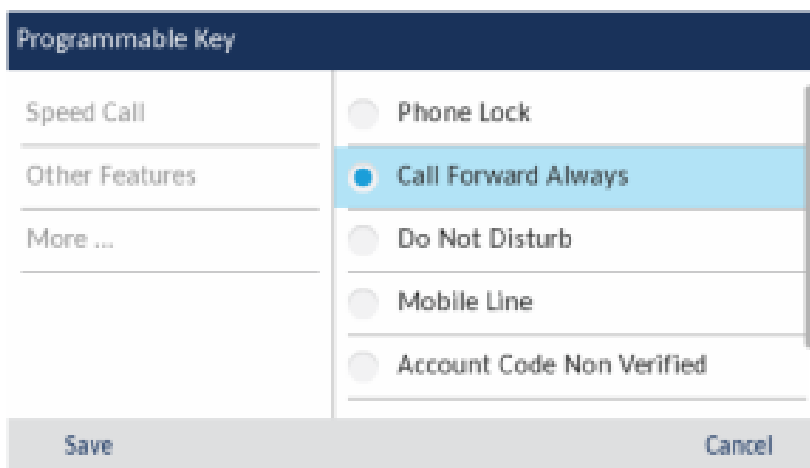 Programmable Key
Speed Call
Other Features
More ...
Phone Lock
Call Forward Always
Do Not Disturb
Mobile Line
Account Code Non Verified
Save
Cancel